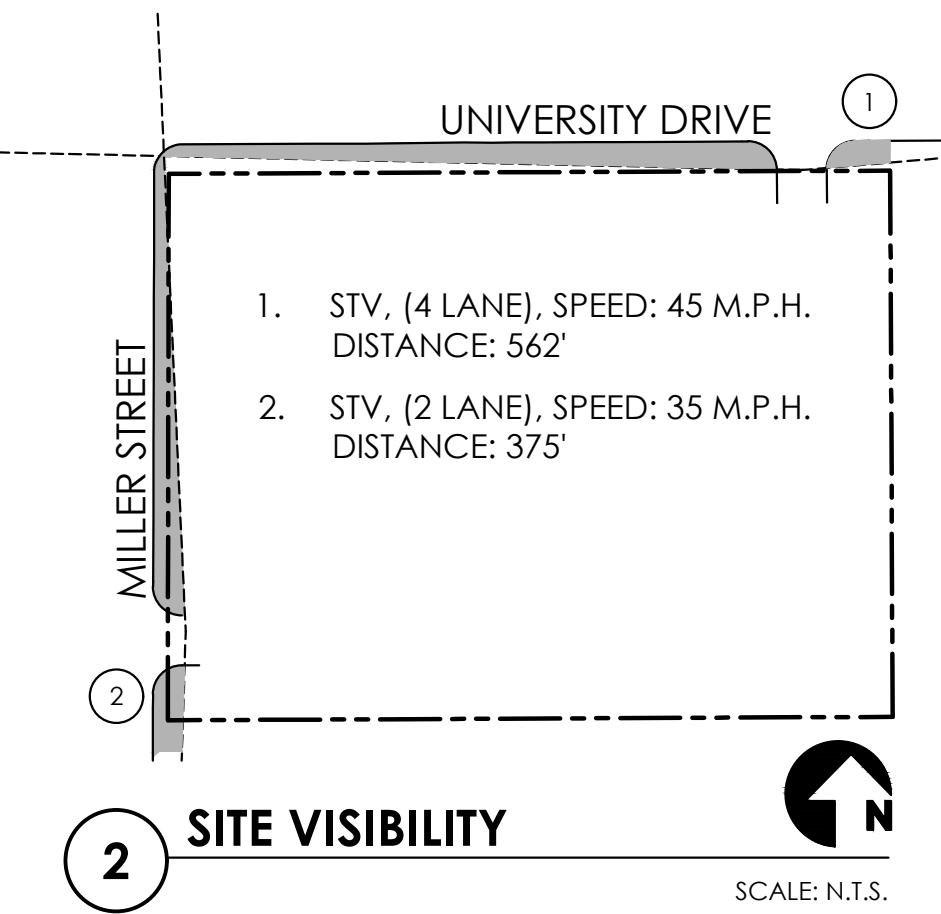 1
UNIVERSITY DRIVE
1. STV, (4 LANE), SPEED: 45 M.P.H.
DISTANCE: 562'
2. STV, (2 LANE), SPEED: 35 M.P.H.
DISTANCE: 375'
MILLER STREET
2
N
2 SITE VISIBILITY
SCALE: N.T.S.